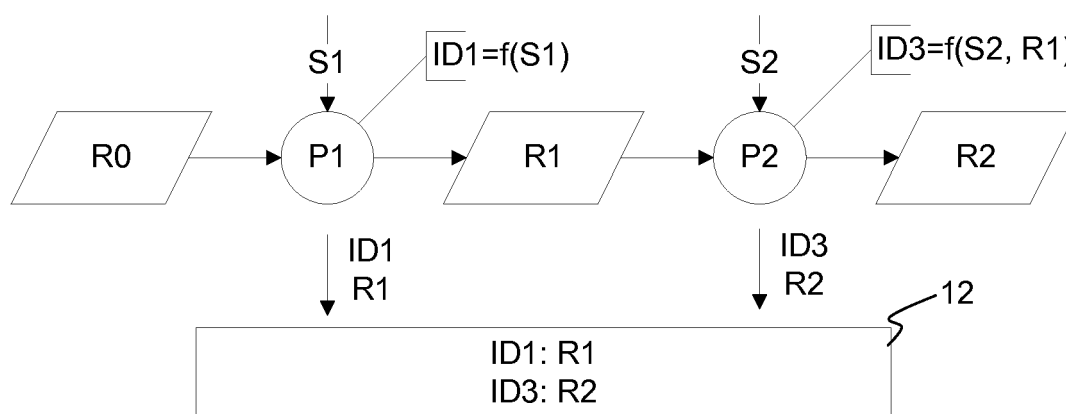 S1
ID1=f(S1)
S2
ID3=f(S2, R1)
R0
P1
R1
P2
R2
ID1
R1
ID3
R2
12
ID1: R1
ID3: R2